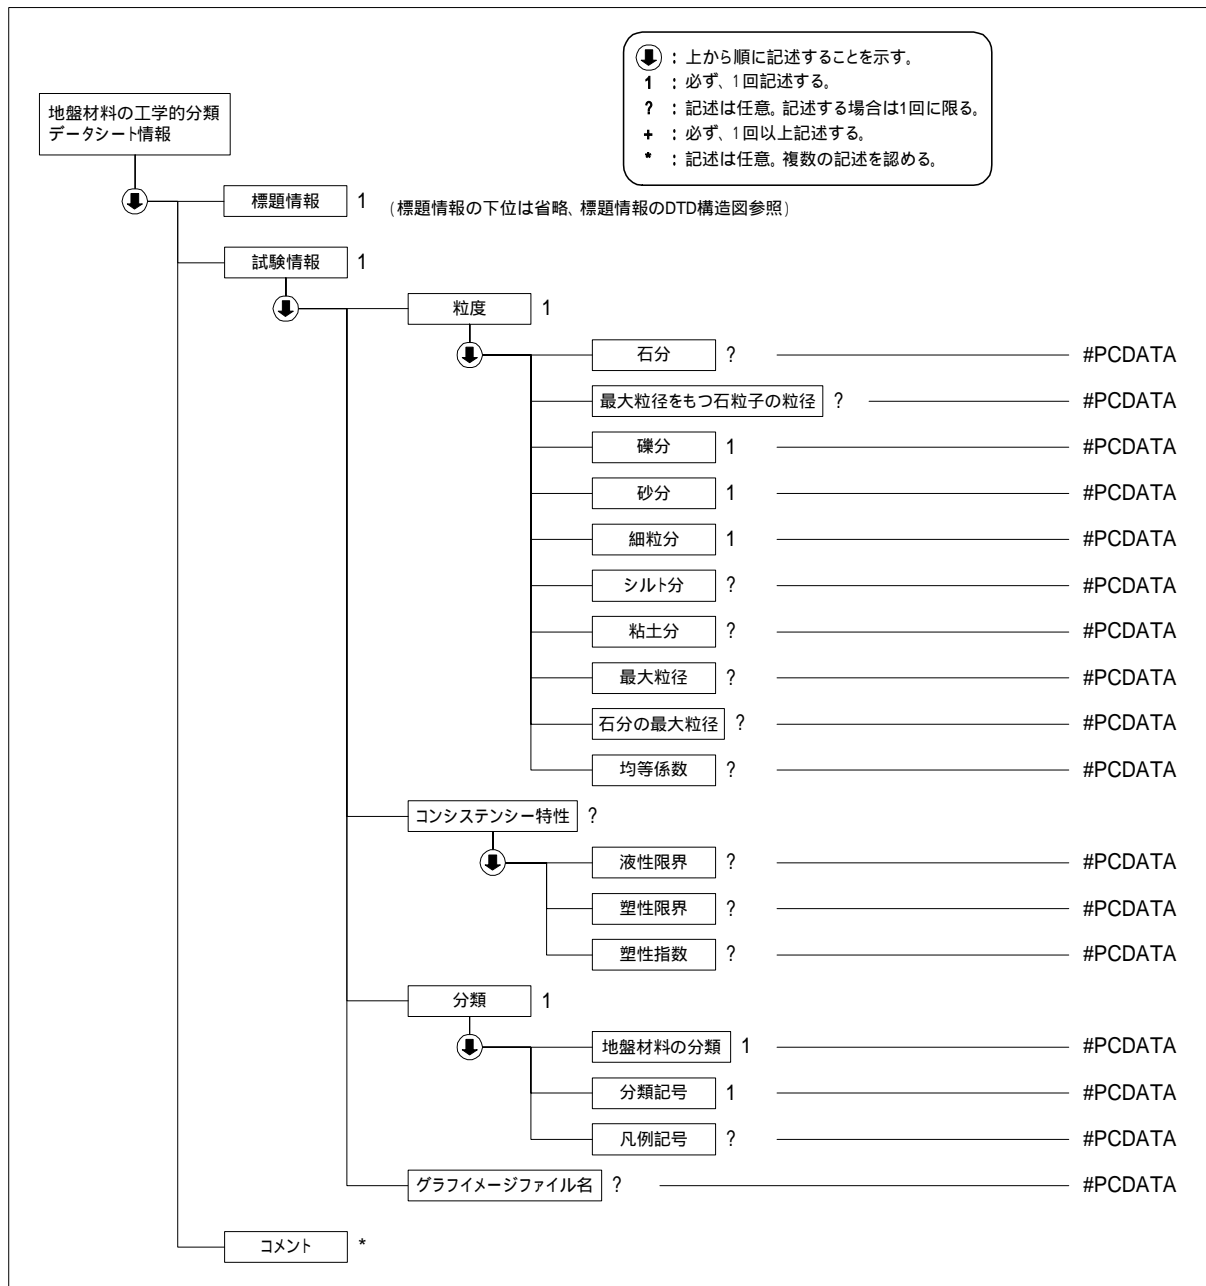 : 上から順に記述することを示す。
1 : 必ず、1回記述する。
? : 記述は任意。記述する場合は1回に限る。
+ : 必ず、1回以上記述する。
* : 記述は任意。複数の記述を認める。
地盤材料の工学的分類
データシート情報
標題情報 1 (標題情報の下位は省略、標題情報のDTD構造図参照)
試験情報 1
粒度 1
石分 ? #PCDATA
最大粒径をもつ石粒子の粒径 ? #PCDATA
礫分 1 #PCDATA
砂分 1 #PCDATA
細粒分 1 #PCDATA
シルト分 ? #PCDATA
粘土分 ? #PCDATA
最大粒径 ? #PCDATA
石分の最大粒径 ? #PCDATA
均等係数 ? #PCDATA
コンシステンシー特性 ?
液性限界 ? #PCDATA
塑性限界 ? #PCDATA
塑性指数 ? #PCDATA
分類 1
地盤材料の分類 1 #PCDATA
分類記号 1 #PCDATA
凡例記号 ? #PCDATA
グラフイメージファイル名 ? #PCDATA
コメント *